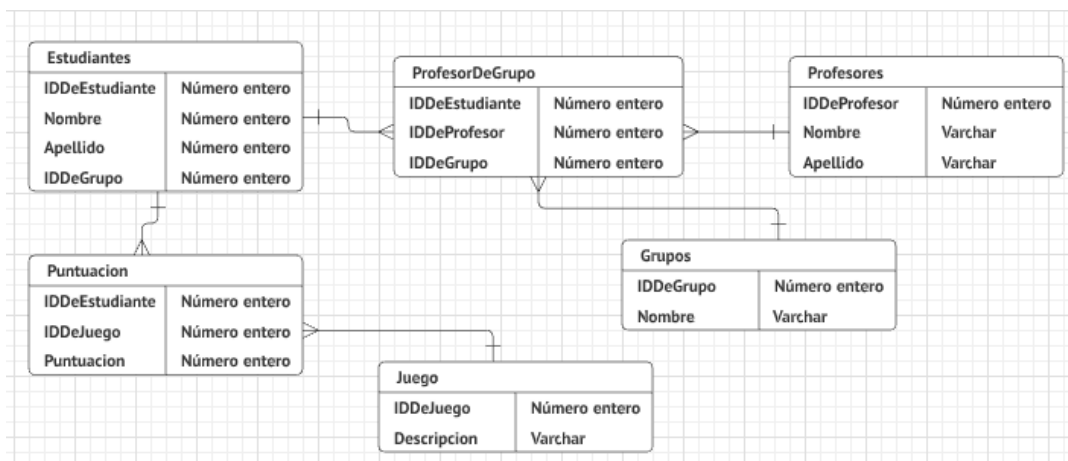 Estudiantes
IDDeEstudiante Número entero
Nombre Número entero
Apellido Número entero
IDDeGrupo Número entero
ProfesorDeGrupo
IDDeEstudiante Número entero
IDDeProfesor Número entero
IDDeGrupo Número entero
Profesores
IDDeProfesor Número entero
Nombre Varchar
Apellido Varchar
Grupos
IDDeGrupo Número entero
Nombre Varchar
Puntuacion
IDDeEstudiante Número entero
IDDeJuego Número entero
Puntuacion Número entero
Juego
IDDeJuego Número entero
Descripcion Varchar